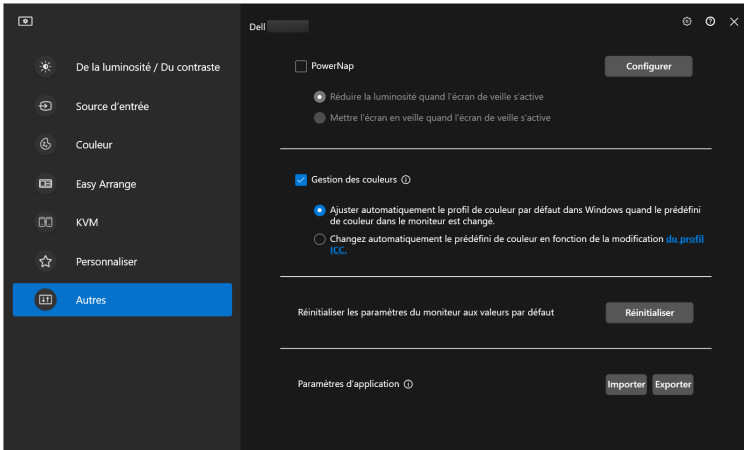 Dell
De la luminosité / Du contraste
Source d'entrée
Couleur
Easy Arrange
KVM
Personnaliser
Autres
PowerNap
Configurer
Réduire la luminosité quand l'écran de veille s'active
Mettre l'écran en veille quand l'écran de veille s'active
Gestion des couleurs
Ajuster automatiquement le profil de couleur par défaut dans Windows quand le prédéfini
de couleur dans le moniteur est changé.
Changez automatiquement le prédéfini de couleur en fonction de la modification du profil
ICC.
Réinitialiser les paramètres du moniteur aux valeurs par défaut
Réinitialiser
Paramètres d'application
Importer Exporter